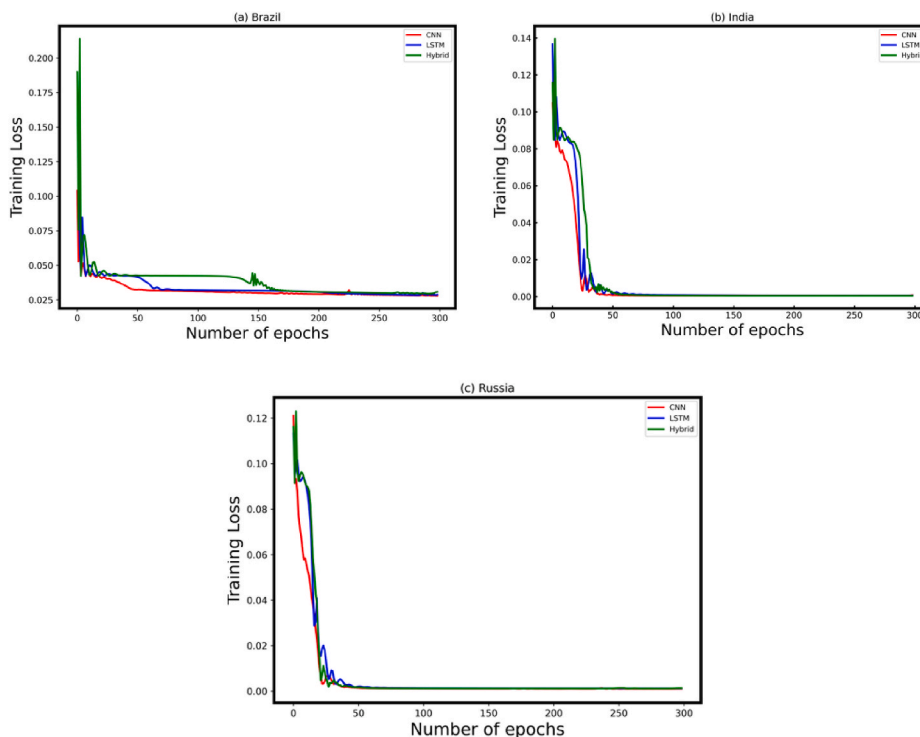 (a) Brazil
CNN
LSTM
Hybrid
0.200
0.175
0.150
0.125
0.100
0.075
0.050
0.025
Training Loss
0 50 100 150 200 250 300
Number of epochs
(b) India
CNN
LSTM
Hybrid
0.14
0.12
0.10
0.08
0.06
0.04
0.02
0.00
Training Loss
0 50 100 150 200 250 300
Number of epochs
(c) Russia
CNN
LSTM
Hybrid
0.12
0.10
0.08
0.06
0.04
0.02
0.00
Training Loss
0 50 100 150 200 250 300
Number of epochs